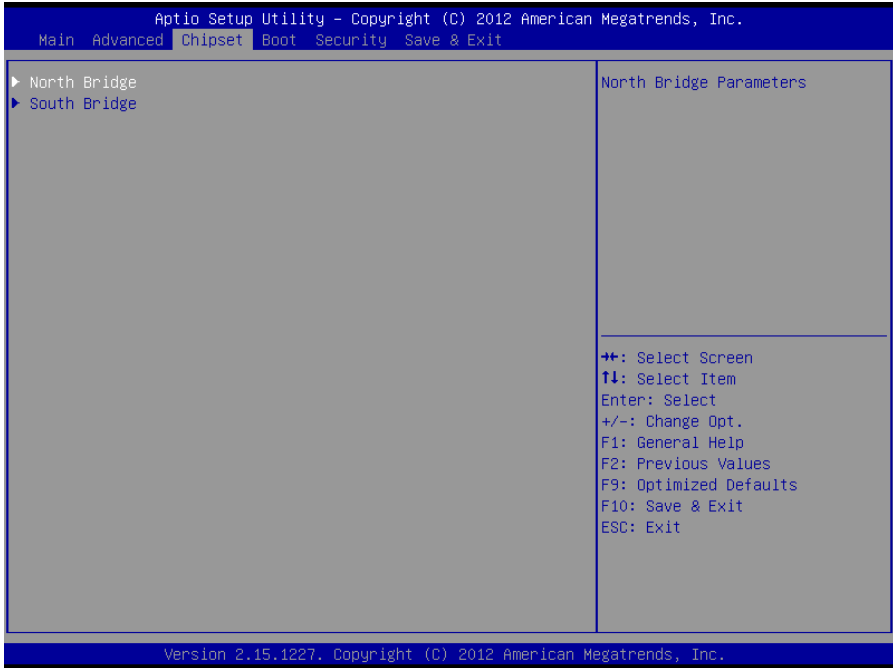 Aptio Setup Utility – Copyright (C) 2012 American Megatrends, Inc.
Main Advanced Chipset Boot Security Save & Exit
▶ North Bridge
▶ South Bridge
North Bridge Parameters
→←: Select Screen
↑↓: Select Item
Enter: Select
+/-: Change Opt.
F1: General Help
F2: Previous Values
F9: Optimized Defaults
F10: Save & Exit
ESC: Exit
Version 2.15.1227. Copyright (C) 2012 American Megatrends, Inc.